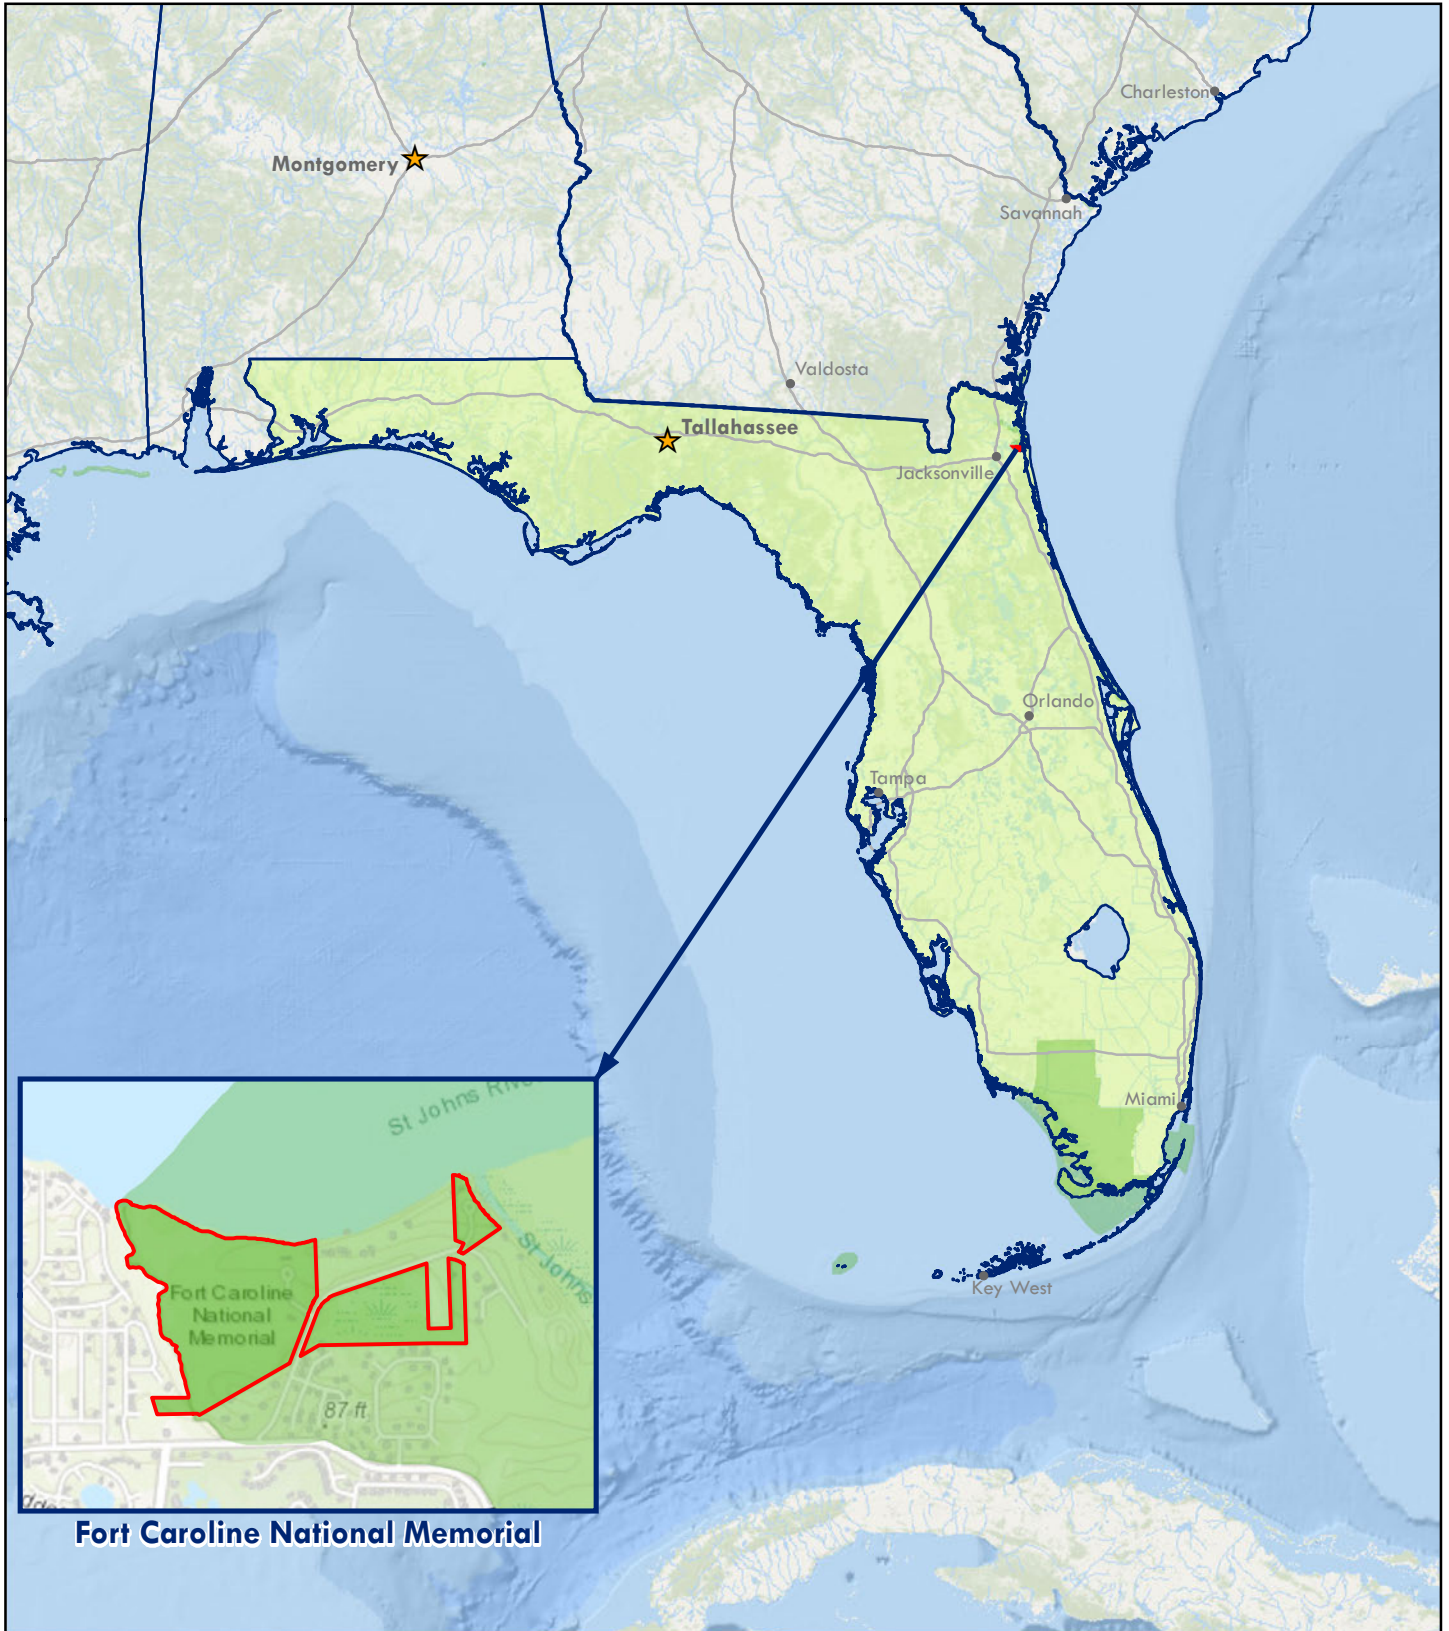 Charleston
Montgomery
Savannah
Valdosta
Tallahassee
Jacksonville
Orlando
Tampa
Miami
Key West
St Johns River
St Johns
Fort Caroline
National
Memorial
87 ft
Fort Caroline National Memorial